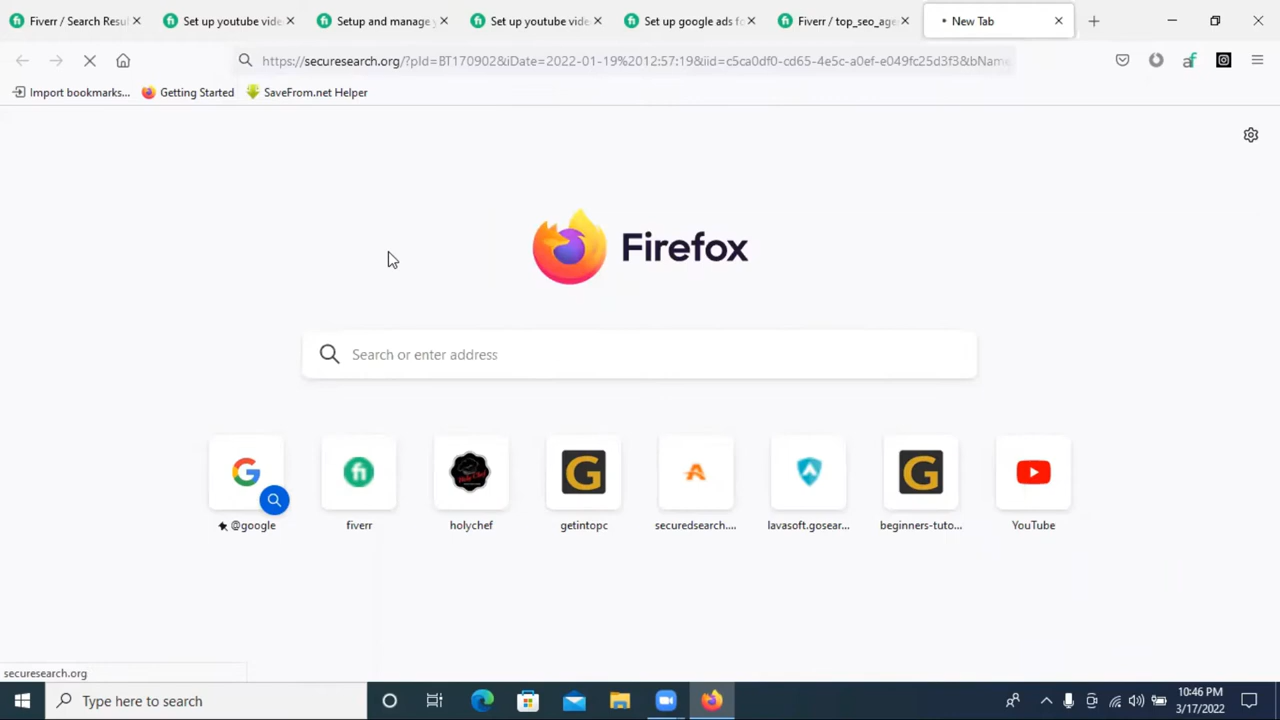 Fiverr / Search Resul
Set up youtube vide
Setup and manage
Set up youtube vide
Set up google ads fo
Fiverr / top_seo_age
New Tab
https://securesearch.org/?pId=BT170902&iDate=2022-01-19%2012:57:19&iid=c5ca0df0-cd65-4e5c-a0ef-e049fc25d3f3&bName
Import bookmarks...
Getting Started
SaveFrom.net Helper
Firefox
Search or enter address
@google
fiverr
holychef
getintopc
securedsearch....
lavasoft.gosear...
beginners-tuto...
YouTube
securesearch.org
Type here to search
10:46 PM
3/17/2022